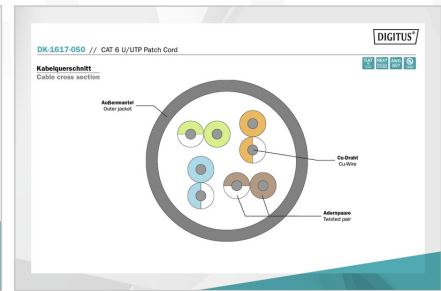 DIGITUS®
DK-1617-050 // CAT 6 U/UTP Patch Cord
Kabelquerschnitt
Cable cross section
Außenmantel
Outer jacket
Cu-Draht
Cu-Wire
Adernpaare
Twisted pair